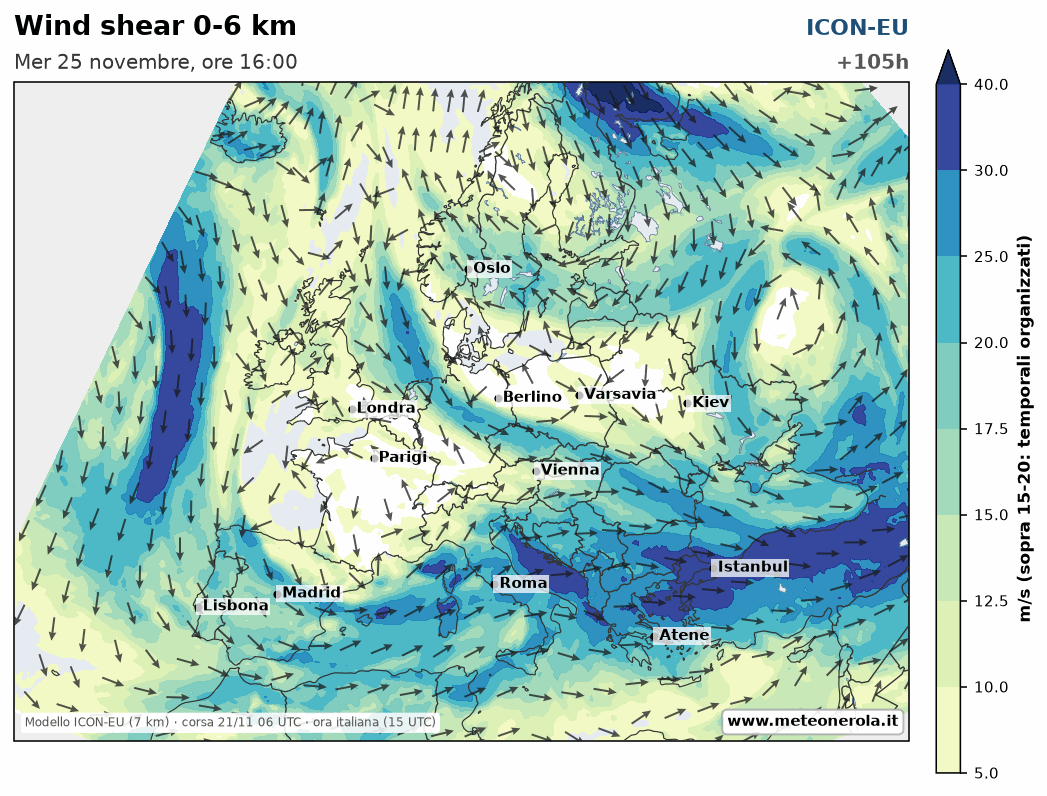 Wind shear 0-6 km
ICON-EU
Mer 25 novembre, ore 16:00
+105h
40.0
30.0
25.0
20.0
17.5
15.0
12.5
10.0
5.0
m/s (sopra 15-20: temporali organizzati)
Oslo
Berlino
Varsavia
Kiev
Londra
Parigi
Vienna
Istanbul
Roma
Madrid
Lisbona
Atene
Modello ICON-EU (7 km) · corsa 21/11 06 UTC · ora italiana (15 UTC)
www.meteonerola.it